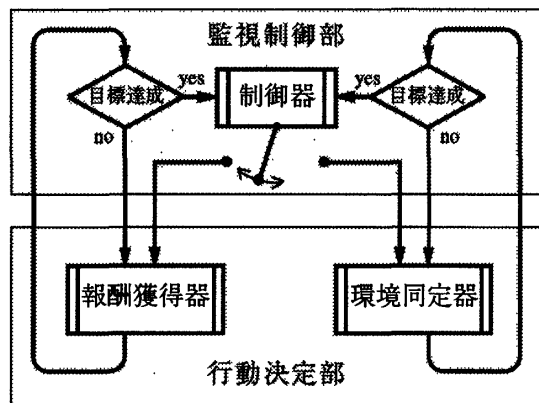 監視制御部
目標達成
yes
制御器
yes
目標達成
no
no
報酬獲得器
環境同定器
行動決定部